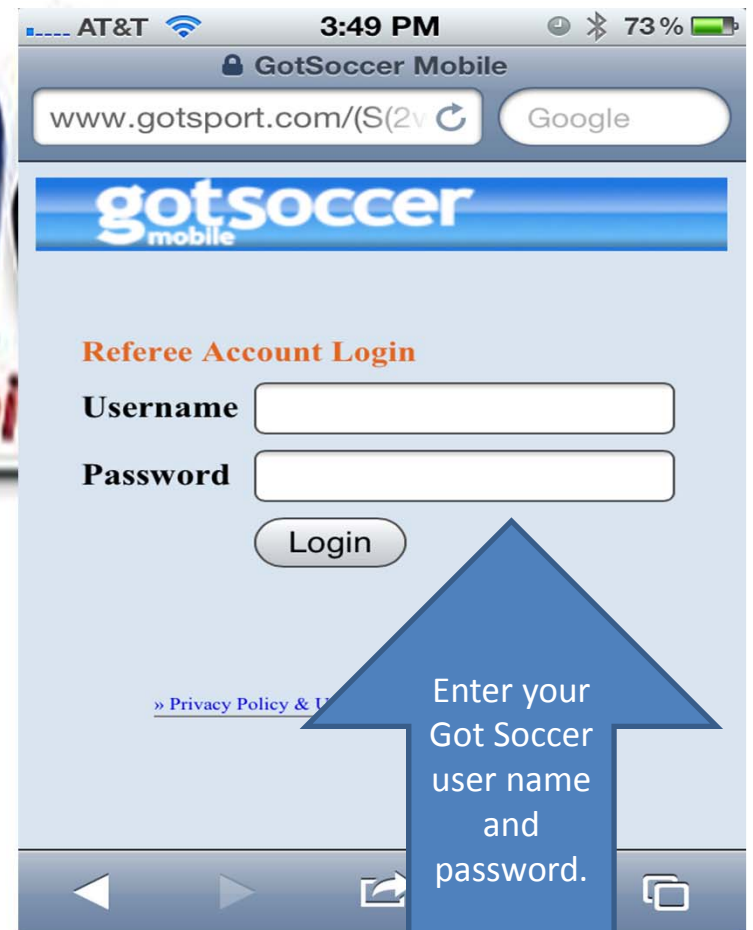 AT&T 3:49 PM 73%
GotSoccer Mobile
www.gotsport.com/(S(2 Google
gotsoccer
mobile
Referee Account Login
Username
Password
Login
» Privacy Policy &
Enter your
Got Soccer
user name
and
password.